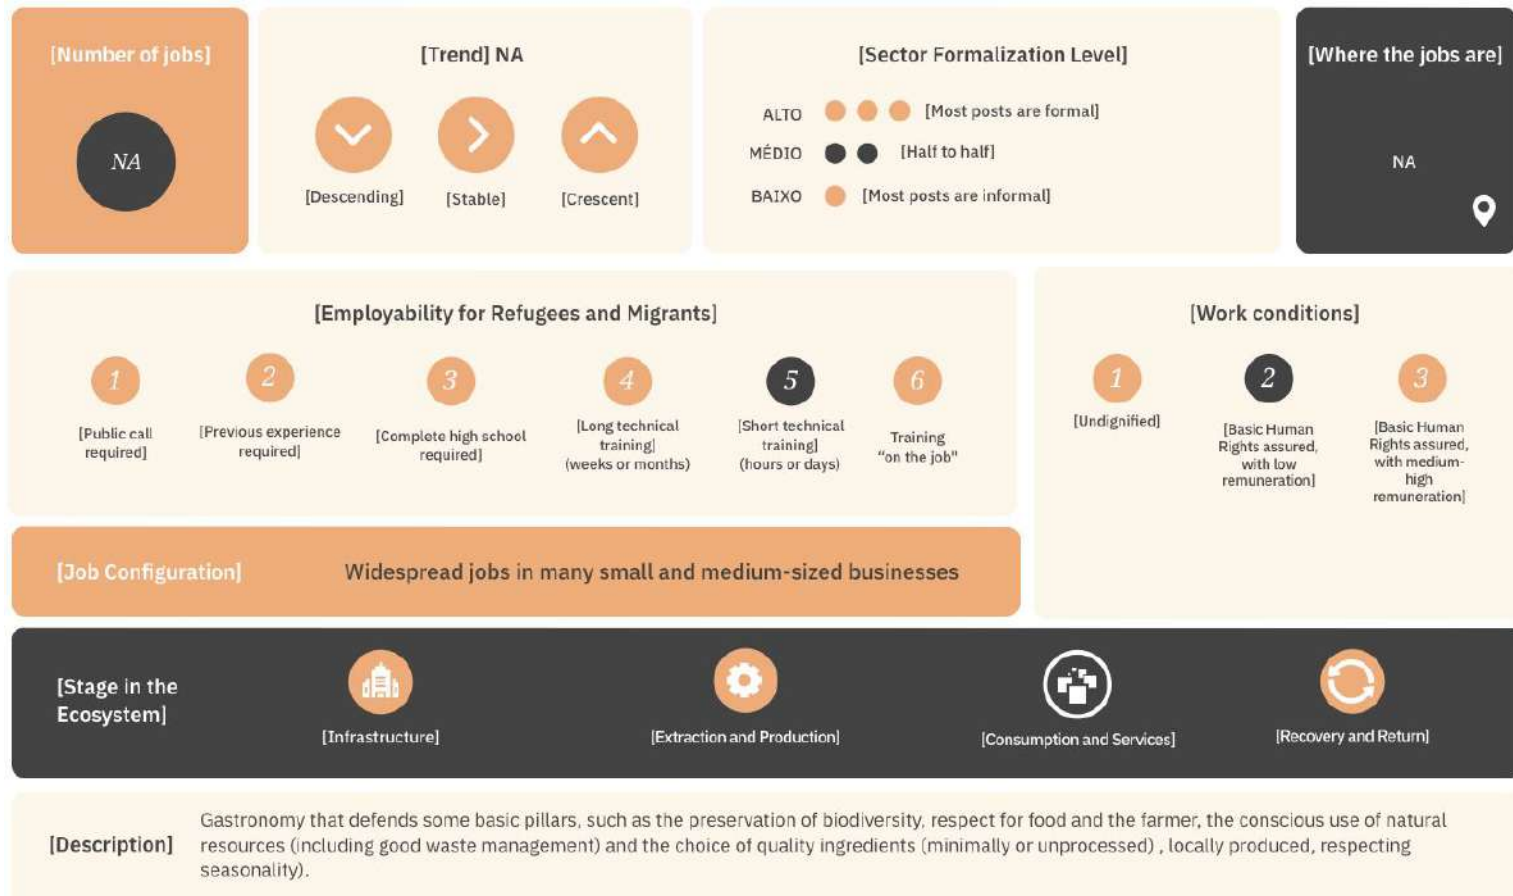 [Number of jobs]
NA
[Trend] NA
[Descending]
[Stable]
[Crescent]
[Sector Formalization Level]
ALTO [Most posts are formal]
MÉDIO [Half to half]
BAIXO [Most posts are informal]
[Where the jobs are]
NA
[Employability for Refugees and Migrants]
1
[Public call
required]
2
[Previous experience
required]
3
[Complete high school
required]
4
[Long technical
training]
(weeks or months)
5
[Short technical
training]
(hours or days)
6
Training
"on the job"
[Work conditions]
1
[Undignified]
2
[Basic Human
Rights assured,
with low
remuneration]
3
[Basic Human
Rights assured,
with medium-
high
remuneration]
[Job Configuration] Widespread jobs in many small and medium-sized businesses
[Stage in the
Ecosystem]
[Infrastructure]
[Extraction and Production]
[Consumption and Services]
[Recovery and Return]
[Description]
Gastronomy that defends some basic pillars, such as the preservation of biodiversity, respect for food and the farmer, the conscious use of natural
resources (including good waste management) and the choice of quality ingredients (minimally or unprocessed) , locally produced, respecting
seasonality).